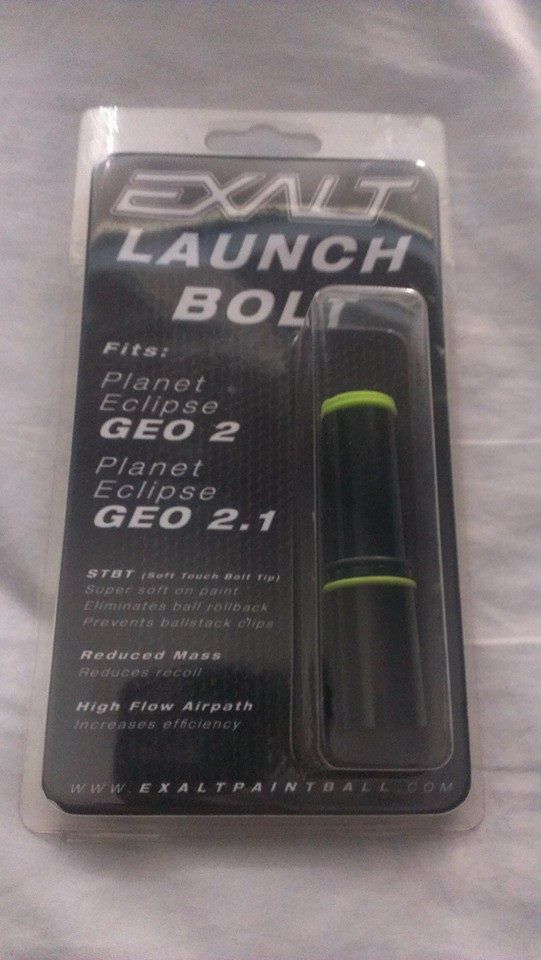 EXALT
LAUNCH
BOLT
Fits:
Planet
Eclipse
GEO 2
Planet
Eclipse
GEO 2.1
STBT (Soft Touch Bolt Tip)
Super soft on paint
Eliminates ball rollback
Prevents ballstack clips
Reduced Mass
Reduces recoil
High Flow Airpath
Increases efficiency
WWW.EXALTPAINTBALL.COM